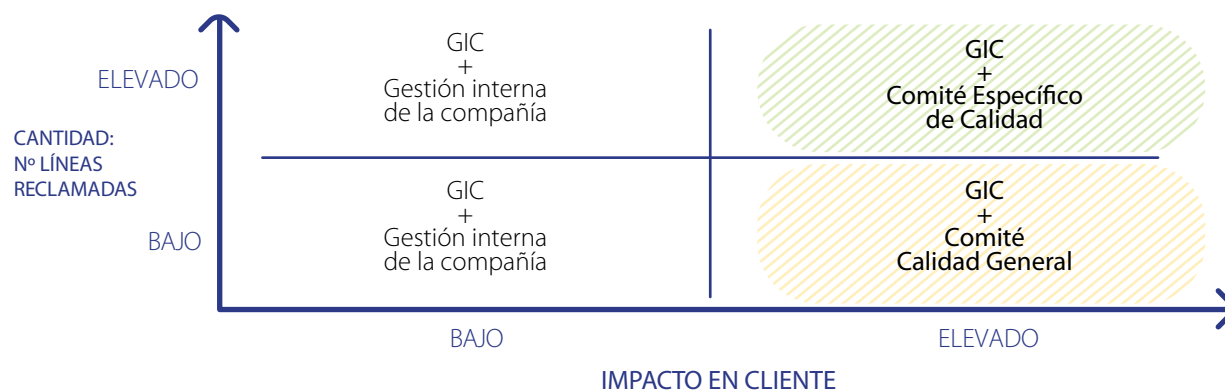 ELEVADO
CANTIDAD:
Nº LÍNEAS
RECLAMADAS
BAJO
GIC
+
Gestión interna
de la compañía
GIC
+
Comité Específico
de Calidad
GIC
+
Gestión interna
de la compañía
GIC
+
Comité
Calidad General
BAJO
ELEVADO
IMPACTO EN CLIENTE